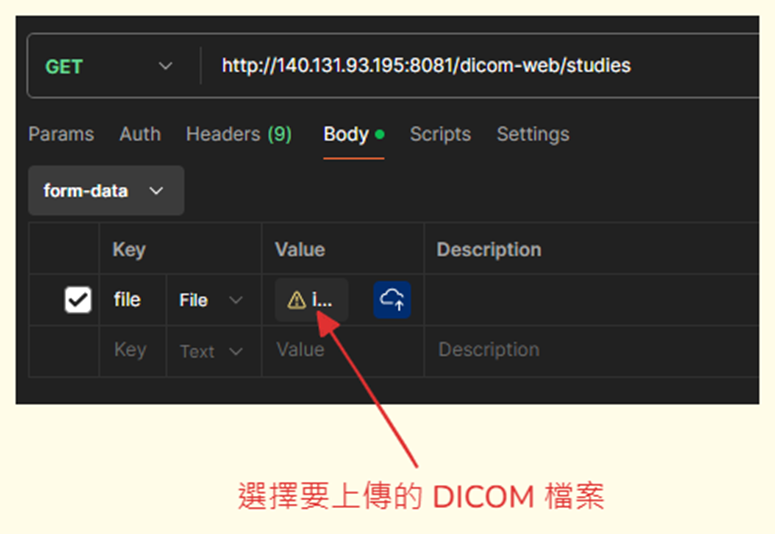 GET http://140.131.93.195:8081/dicom-web/studies
Params Auth Headers (9) Body Scripts Settings
form-data
Key Value Description
file File i...
Key Text Value Description
選擇要上傳的 DICOM 檔案